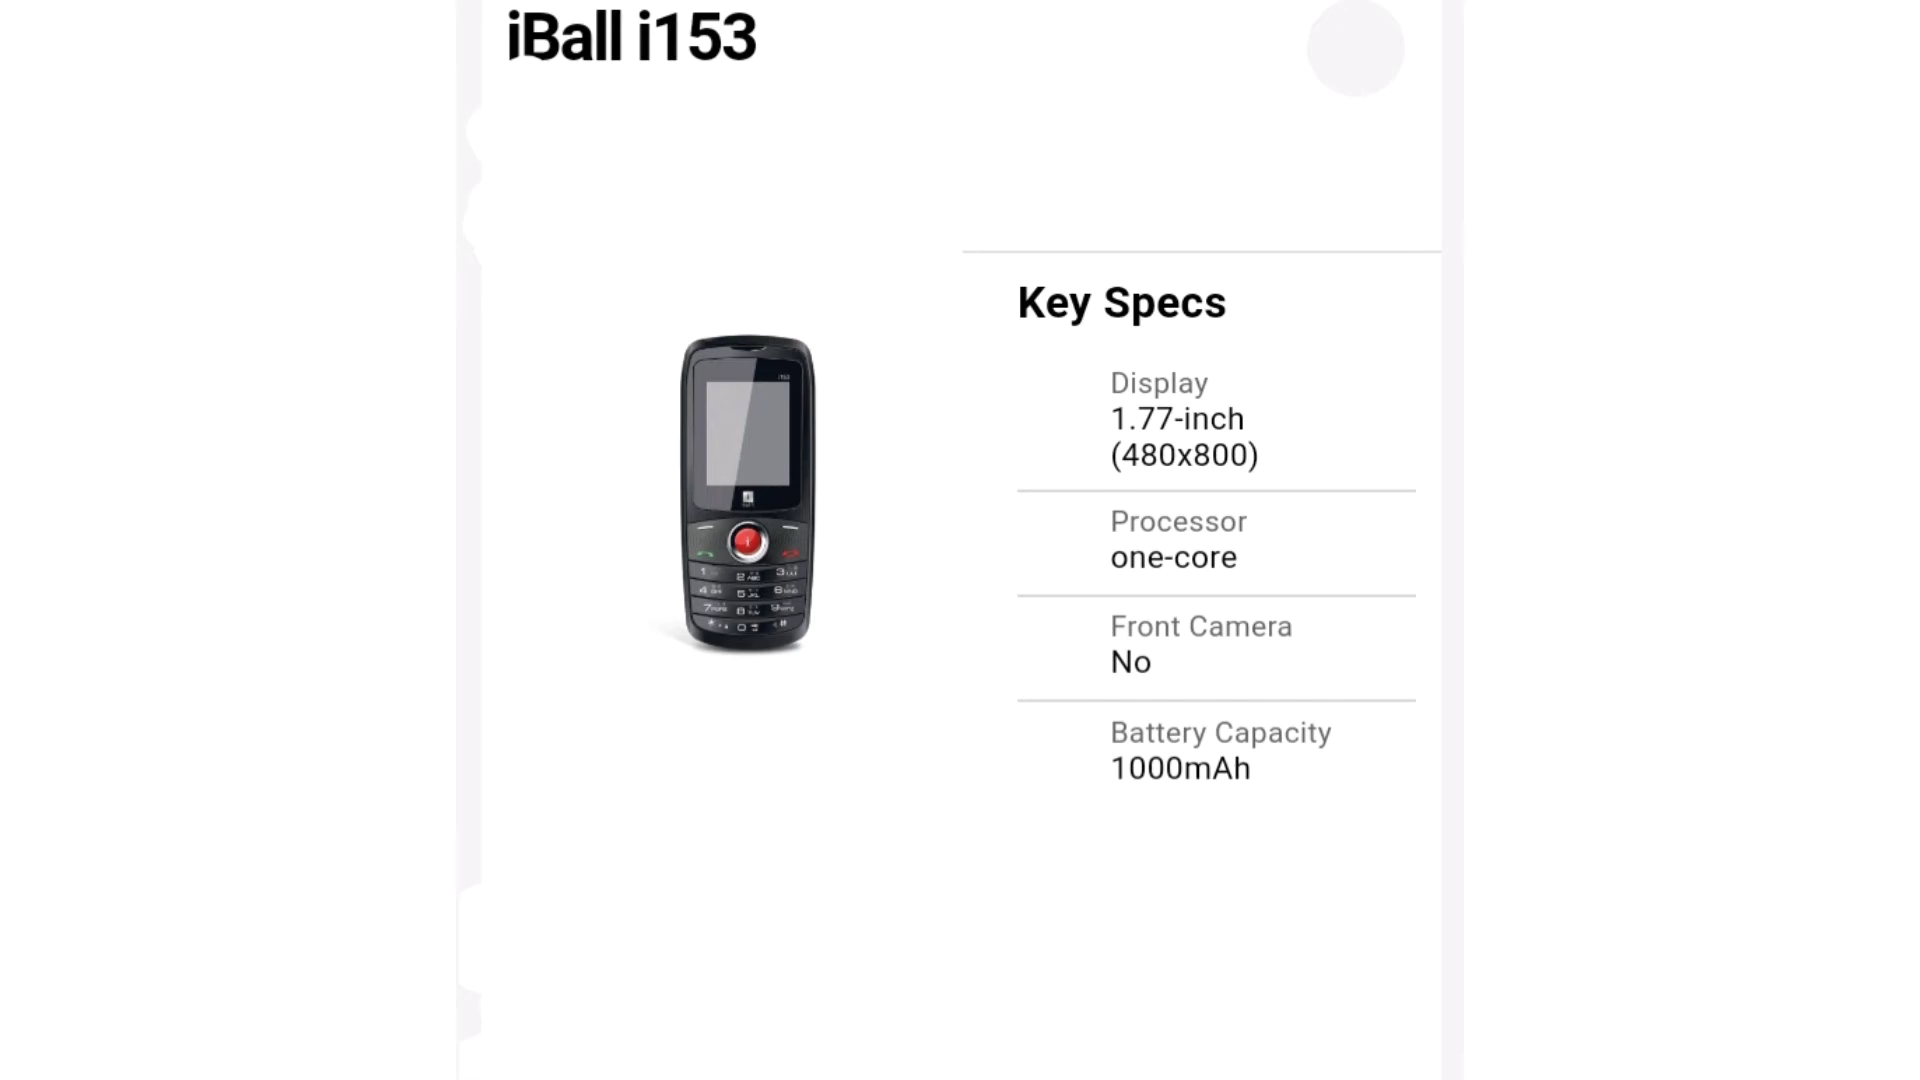 iBall i153
Key Specs
Display
1.77-inch
(480x800)
Processor
one-core
Front Camera
No
Battery Capacity
1000mAh